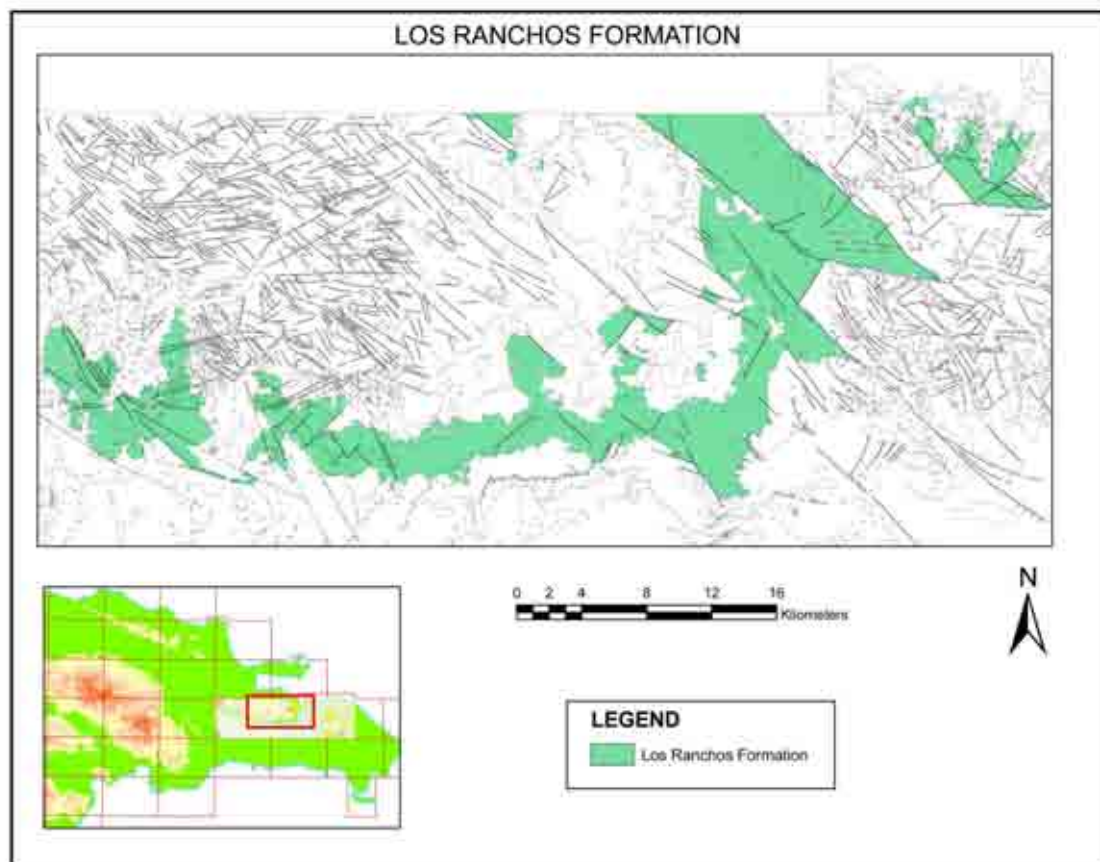 LOS RANCHOS FORMATION
0 2 4 8 12 16
Kilometers
N
LEGEND
Los Ranchos Formation